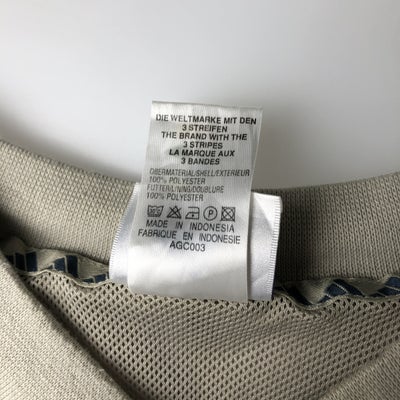 DIE WELTMARKE MIT DEN
3 STREIFEN
THE BRAND WITH THE
3 STRIPES
LA MARQUE AUX
3 BANDES
OBERMATERIAL/SHELL/EXTERIEUR
100% POLYESTER
FUTTER/LINING/DOUBLURE
100% POLYESTER
MADE IN INDONESIA
FABRIQUE EN INDONESIE
AGC003